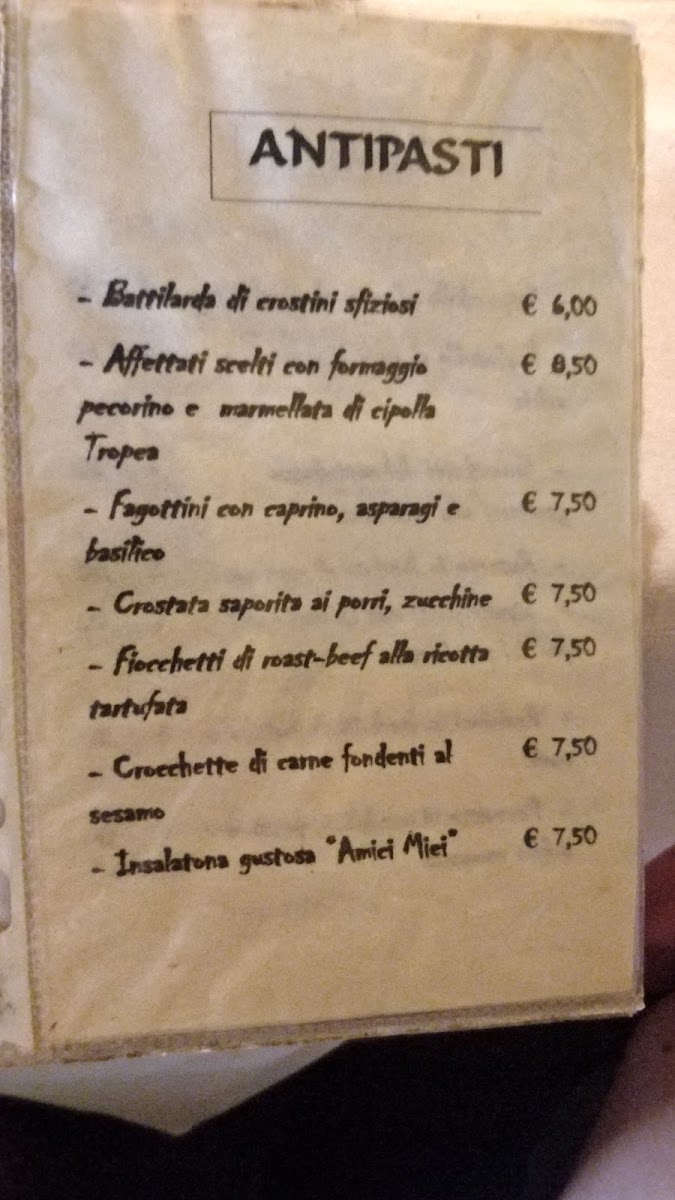 ANTIPASTI
- Battilarda di crostini sfiziosi € 6,00
- Affettati scelti con formaggio € 8,50
pecorino e marmellata di cipolla
Tropea
- Fagottini con caprino, asparagi e € 7,50
basilico
- Crostata saporita ai porri, zucchine € 7,50
- Fiocchetti di roast-beef alla ricotta € 7,50
tartufata
- Crocchette di carne fondenti al € 7,50
sesamo
- Insalatona gustosa "Amici Miei" € 7,50